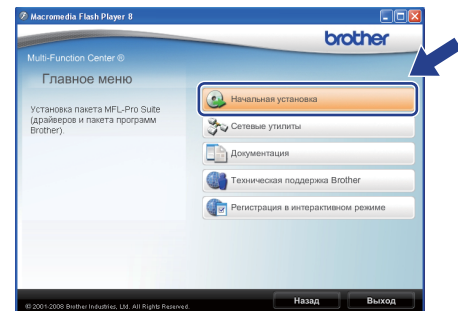 Macromedia Flash Player 8
brother
Multi-Function Center ®
Главное меню
Установка пакета MFL-Pro Suite
(драйверов и пакета программ
Brother).
Начальная установка
Сетевые утилиты
Документация
Техническая поддержка Brother
Регистрация в интерактивном режиме
© 2001-2008 Brother Industries, Ltd. All Rights Reserved.
Назад
Выход